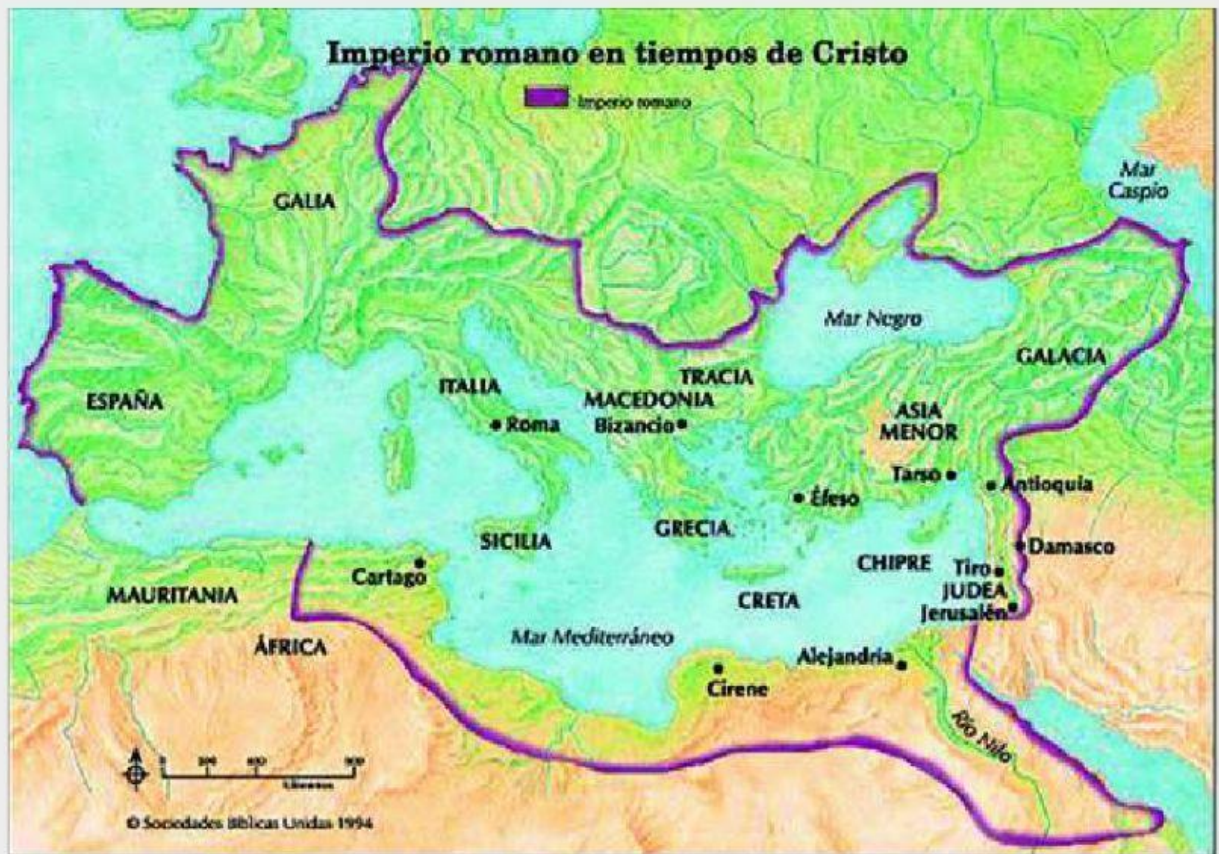 Imperio romano en tiempos de Cristo
Imperio romano
Mar
Caspio
GALIA
Mar Negro
GALACIA
ESPAÑA
ITALIA
TRACIA
MACEDONIA
Roma
Bizancio
ASIA
MENOR
Tarso
Antioquía
Éfeso
GRECIA
SICILIA
CHIPRE
Damasco
Cartago
Tiro
MAURITANIA
CRETA
JUDEA
Jerusalén
Mar Mediterráneo
ÁFRICA
Alejandría
Cirene
Río Nilo
0
© Sociedades Bíblicas Unidas 1994